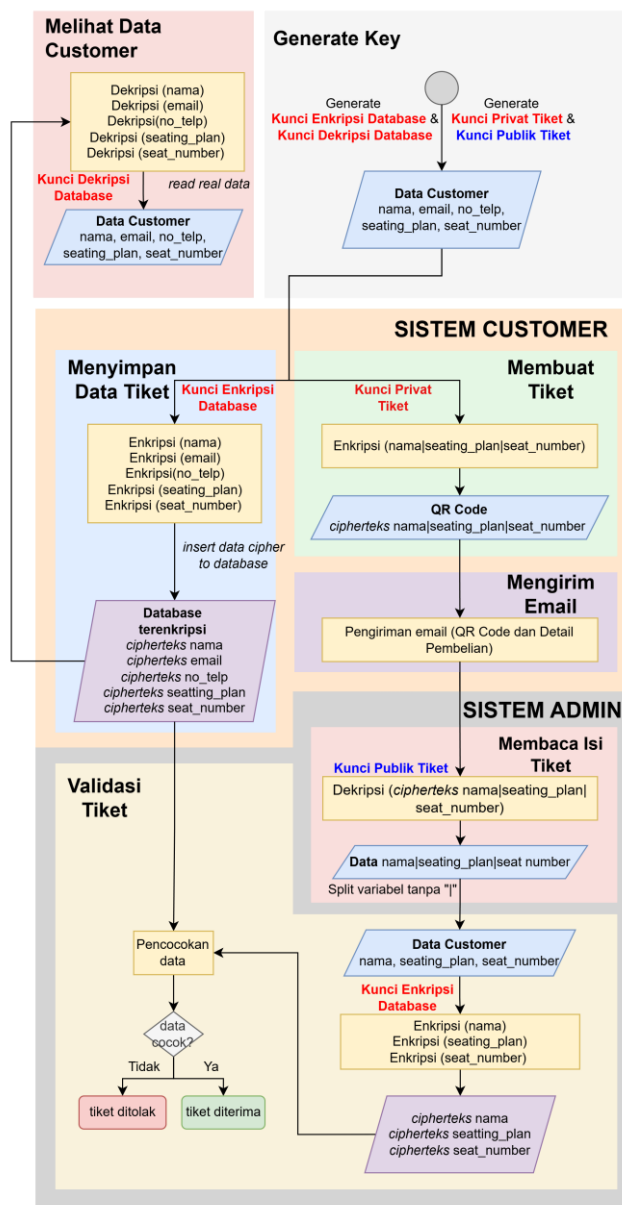 Melihat Data
Customer
Dekripsi (nama)
Dekripsi (email)
Dekripsi(no_telp)
Dekripsi (seating_plan)
Dekripsi (seat_number)
Kunci Dekripsi
Database
read real data
Data Customer
nama, email, no_telp,
seating_plan, seat_number
Generate Key
Generate
Kunci Enkripsi Database &
Kunci Dekripsi Database
Generate
Kunci Privat Tiket &
Kunci Publik Tiket
Data Customer
nama, email, no_telp,
seating_plan, seat_number
SISTEM CUSTOMER
Menyimpan
Data Tiket
Kunci Enkripsi
Database
Enkripsi (nama)
Enkripsi (email)
Enkripsi(no_telp)
Enkripsi (seating_plan)
Enkripsi (seat_number)
insert data cipher
to database
Database
terenkripsi
cipherteks nama
cipherteks email
cipherteks no_telp
cipherteks seatting_plan
cipherteks seat_number
Membuat
Tiket
Kunci Privat
Tiket
Enkripsi (nama|seating_plan|seat_number)
QR Code
cipherteks nama|seating_plan|seat_number
Mengirim
Email
Pengiriman email (QR Code dan Detail
Pembelian)
SISTEM ADMIN
Membaca Isi
Tiket
Kunci Publik Tiket
Dekripsi (cipherteks nama|seating_plan|
seat_number)
Data nama|seating_plan|seat number
Split variabel tanpa "|"
Validasi
Tiket
Data Customer
nama, seating_plan, seat_number
Kunci Enkripsi
Database
Enkripsi (nama)
Enkripsi (seating_plan)
Enkripsi (seat_number)
cipherteks nama
cipherteks seatting_plan
cipherteks seat_number
Pencocokan
data
data
cocok?
Tidak
Ya
tiket ditolak
tiket diterima